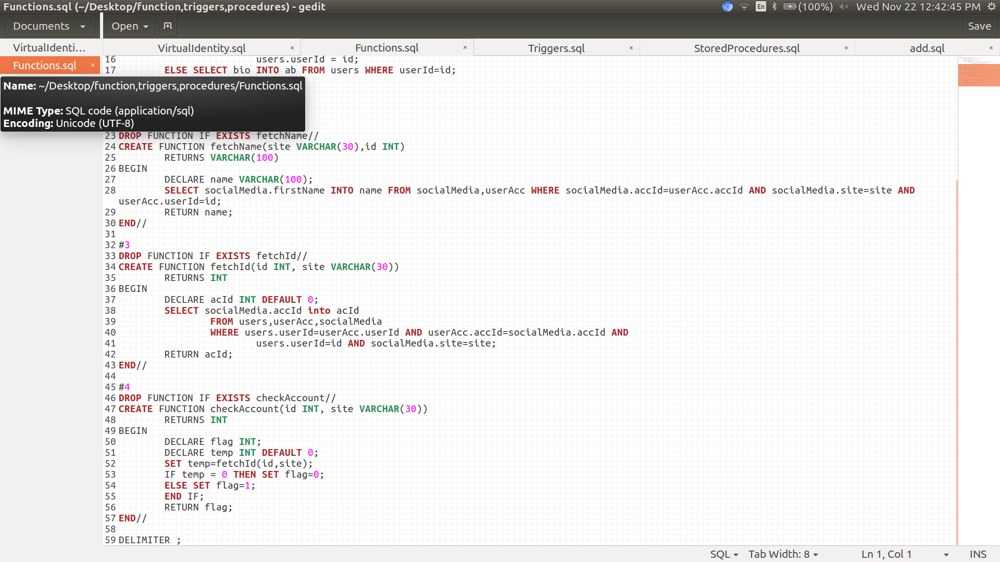 Functions.sql (~/Desktop/function,triggers,procedures) - gedit
En (100%) Wed Nov 22 12:42:45 PM
Documents Open Save
VirtualIdenti... VirtualIdentity.sql × Functions.sql × Triggers.sql × StoredProcedures.sql × add.sql ×
Functions.sql ×
Name: ~/Desktop/function,triggers,procedures/Functions.sql
MIME Type: SQL code (application/sql)
Encoding: Unicode (UTF-8)
16 users.userId = id;
17 ELSE SELECT bio INTO ab FROM users WHERE userId=id;
23 DROP FUNCTION IF EXISTS fetchName//
24 CREATE FUNCTION fetchName(site VARCHAR(30),id INT)
25 RETURNS VARCHAR(100)
26 BEGIN
27 DECLARE name VARCHAR(100);
28 SELECT socialMedia.firstName INTO name FROM socialMedia,userAcc WHERE socialMedia.accId=userAcc.accId AND socialMedia.site=site AND
userAcc.userId=id;
29 RETURN name;
30 END//
31
32 #3
33 DROP FUNCTION IF EXISTS fetchId//
34 CREATE FUNCTION fetchId(id INT, site VARCHAR(30))
35 RETURNS INT
36 BEGIN
37 DECLARE acId INT DEFAULT 0;
38 SELECT socialMedia.accId into acId
39 FROM users,userAcc,socialMedia
40 WHERE users.userId=userAcc.userId AND userAcc.accId=socialMedia.accId AND
41 users.userId=id AND socialMedia.site=site;
42 RETURN acId;
43 END//
44
45 #4
46 DROP FUNCTION IF EXISTS checkAccount//
47 CREATE FUNCTION checkAccount(id INT, site VARCHAR(30))
48 RETURNS INT
49 BEGIN
50 DECLARE flag INT;
51 DECLARE temp INT DEFAULT 0;
52 SET temp=fetchId(id,site);
53 IF temp = 0 THEN SET flag=0;
54 ELSE SET flag=1;
55 END IF;
56 RETURN flag;
57 END//
58
59 DELIMITER ;
SQL Tab Width: 8 Ln 1, Col 1 INS